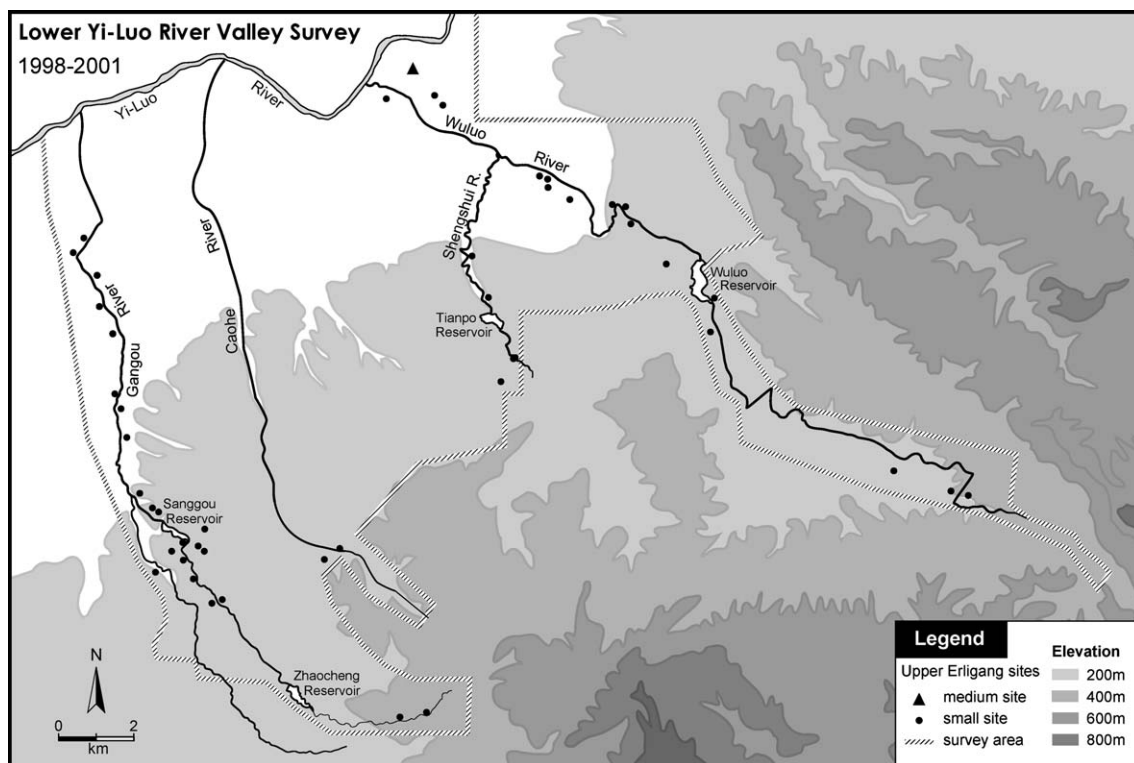 Lower Yi-Luo River Valley Survey
1998-2001
Yi-Luo
River
Wuluo
River
Shengshui R.
River
Caohe
River
Gangou
Wuluo
Reservoir
Tianpo
Reservoir
Sanggou
Reservoir
Zhaocheng
Reservoir
N
0 2
km
Legend
Upper Erligang sites
medium site
small site
survey area
Elevation
200m
400m
600m
800m